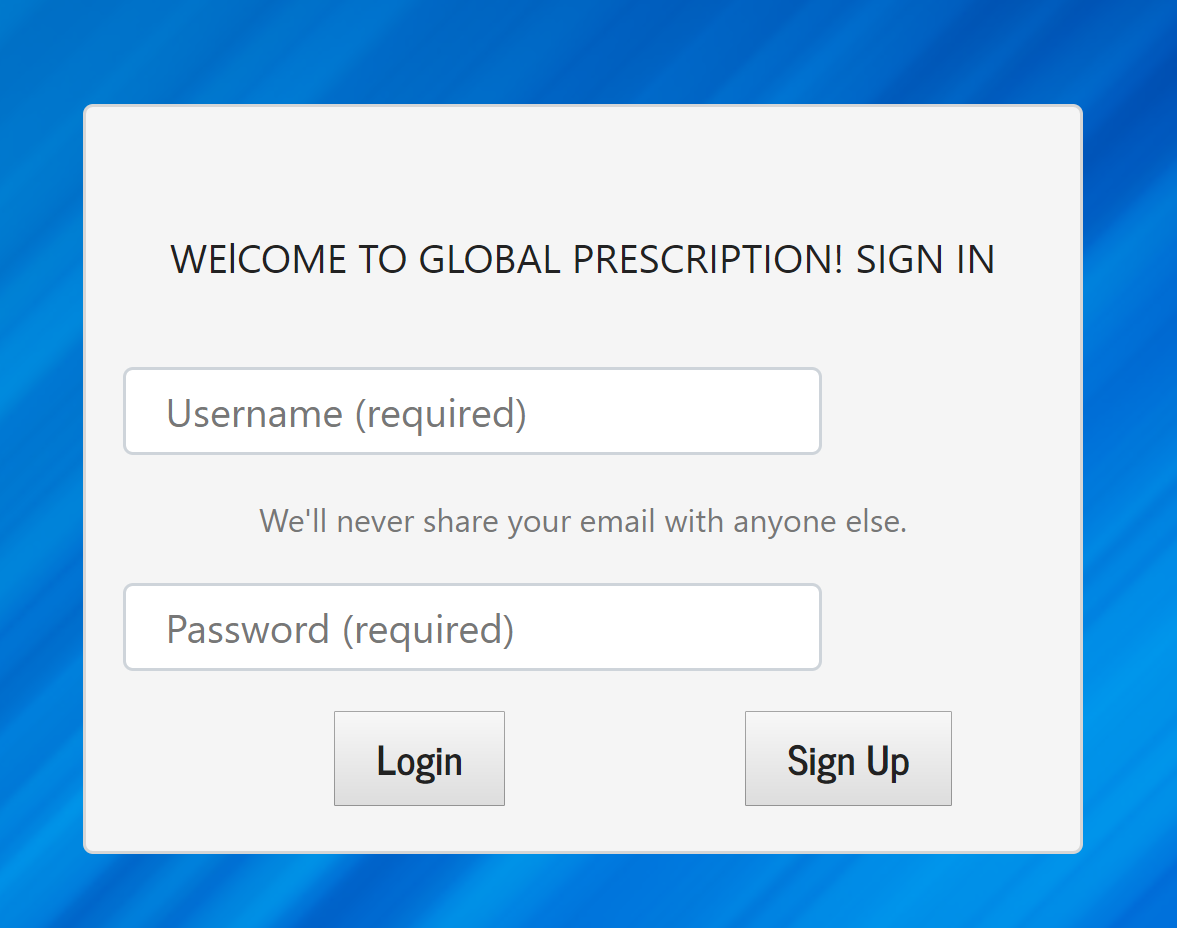 WElCOME TO GLOBAL PRESCRIPTION! SIGN IN
Username (required)
We'll never share your email with anyone else.
Password (required)
Login
Sign Up